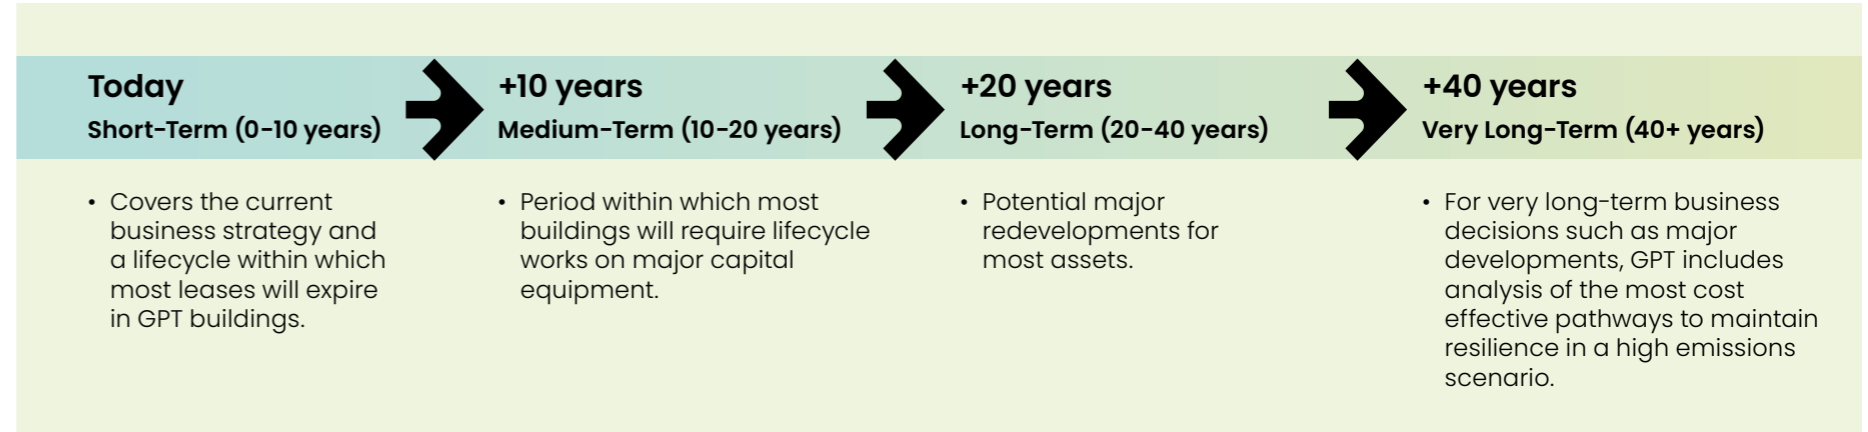 Today
Short-Term (0-10 years)
• Covers the current
business strategy and
a lifecycle within which
most leases will expire
in GPT buildings.
+10 years
Medium-Term (10-20 years)
• Period within which most
buildings will require lifecycle
works on major capital
equipment.
+20 years
Long-Term (20-40 years)
• Potential major
redevelopments for
most assets.
+40 years
Very Long-Term (40+ years)
• For very long-term business
decisions such as major
developments, GPT includes
analysis of the most cost
effective pathways to maintain
resilience in a high emissions
scenario.